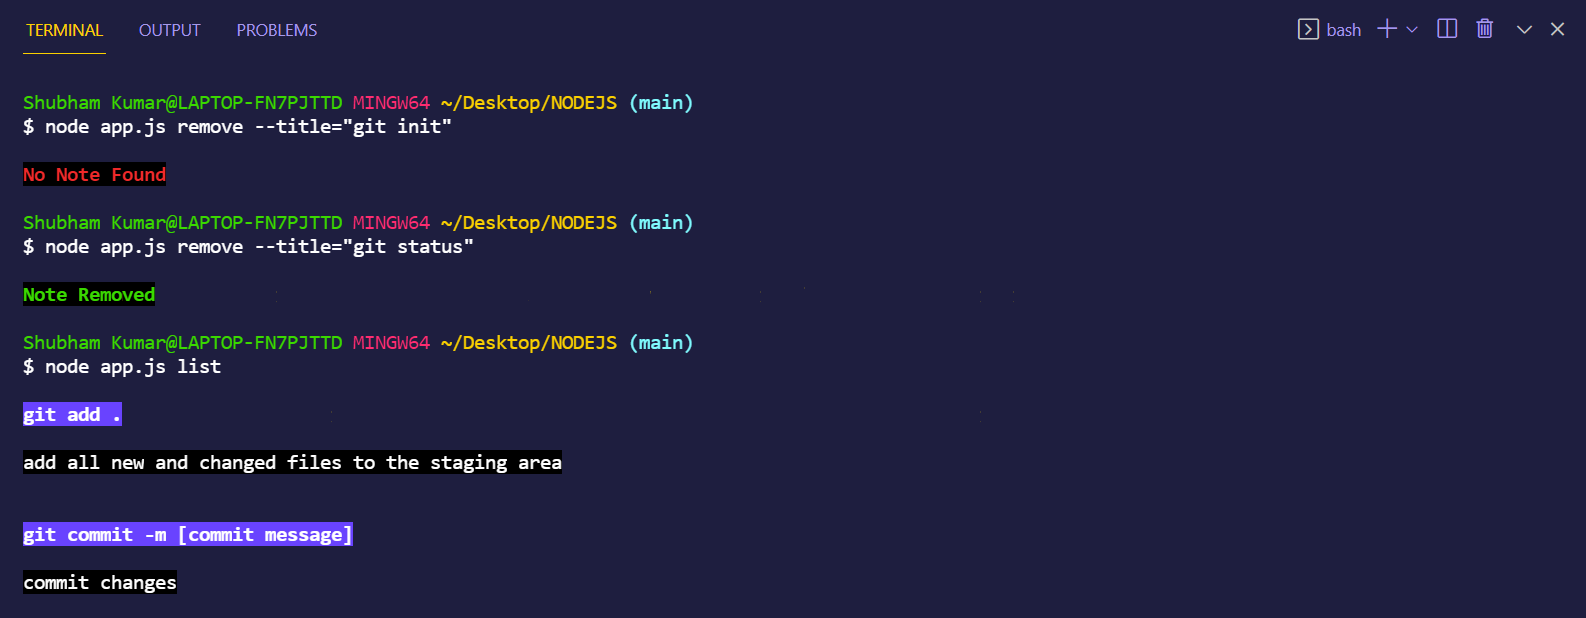 TERMINAL OUTPUT PROBLEMS bash
Shubham Kumar@LAPTOP-FN7PJTTD MINGW64 ~/Desktop/NODEJS (main)
$ node app.js remove --title="git init"
No Note Found
Shubham Kumar@LAPTOP-FN7PJTTD MINGW64 ~/Desktop/NODEJS (main)
$ node app.js remove --title="git status"
Note Removed
Shubham Kumar@LAPTOP-FN7PJTTD MINGW64 ~/Desktop/NODEJS (main)
$ node app.js list
git add .
add all new and changed files to the staging area
git commit -m [commit message]
commit changes